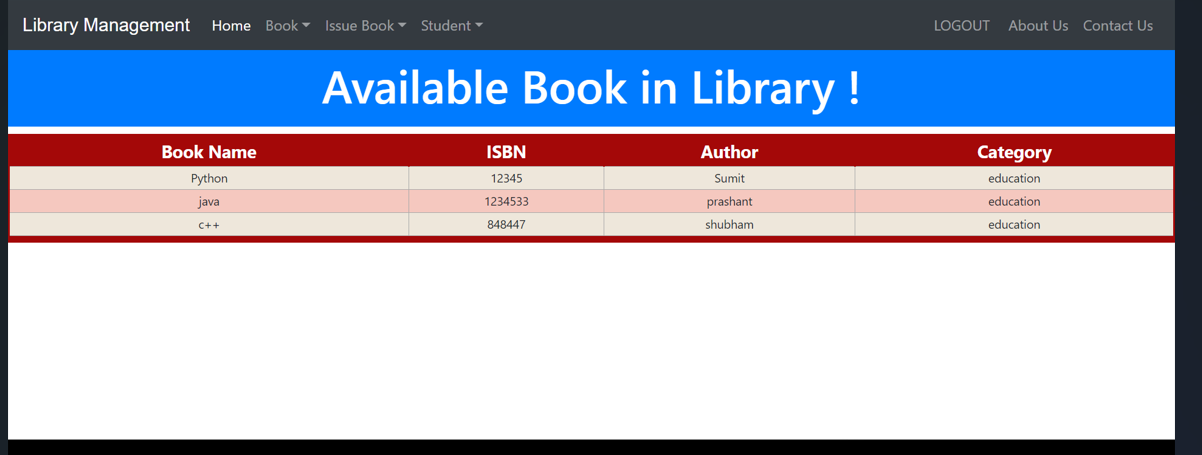 Library Management Home Book Issue Book Student LOGOUT About Us Contact Us
Available Book in Library !
Book Name ISBN Author Category
Python 12345 Sumit education
java 1234533 prashant education
c++ 848447 shubham education